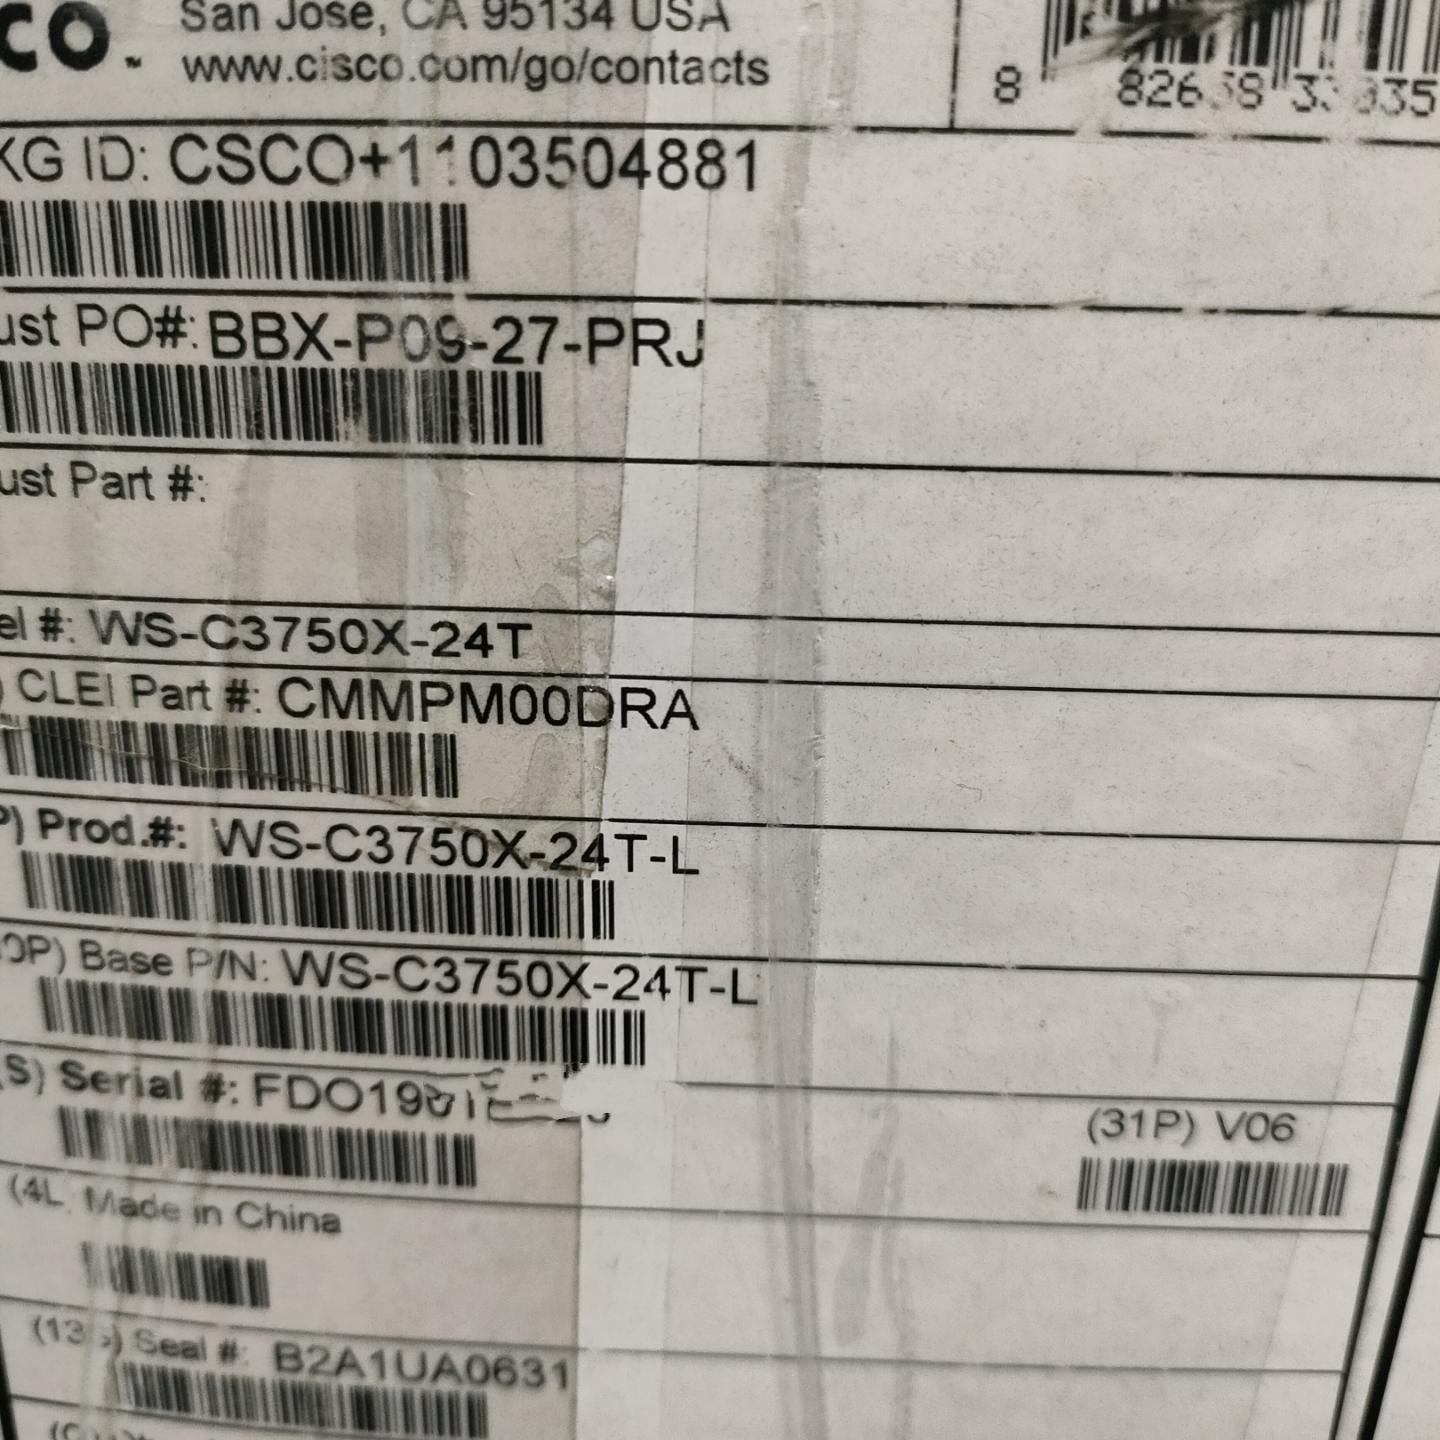 CO.
San Jose, CA 95134 USA
www.cisco.com/go/contacts
8
KG ID: CSCO+1103504881
ust PO#: BBX-P09-27-PRJ
ust Part #:
el #: WS-C3750X-24T
) CLEI Part #: CMMPM00DRA
P) Prod.#: WS-C3750X-24T-L
0P) Base P/N: WS-C3750X-24T-L
S) Serial #:
(31P) V06
(4L Made in China
Seal #: B2A1UA0631